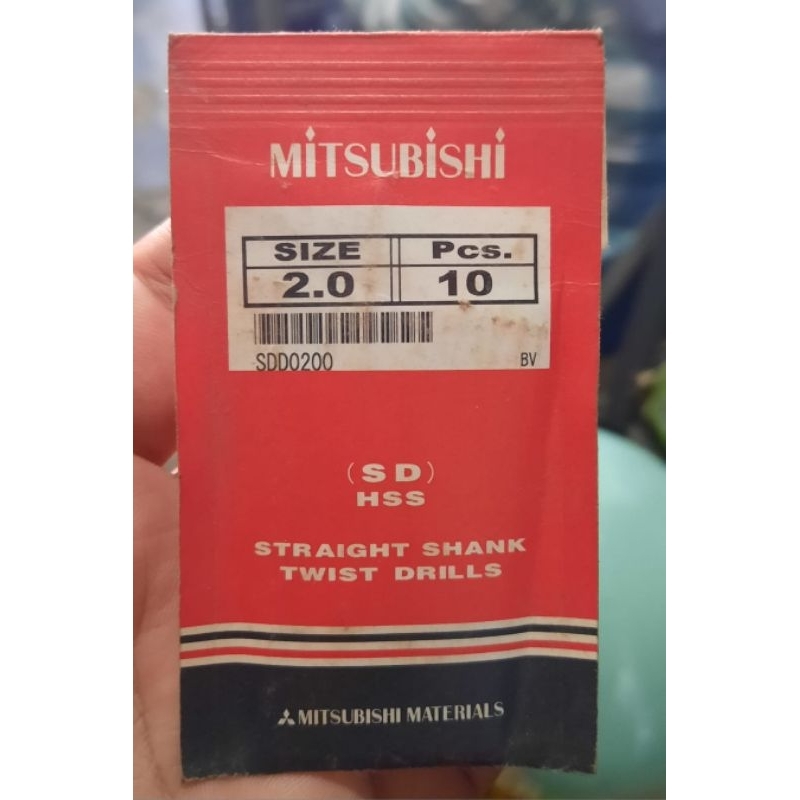 MITSUBISHI
SIZE Pcs.
2.0 10
SDD0200 BV
(SD)
HSS
STRAIGHT SHANK
TWIST DRILLS
MITSUBISHI MATERIALS